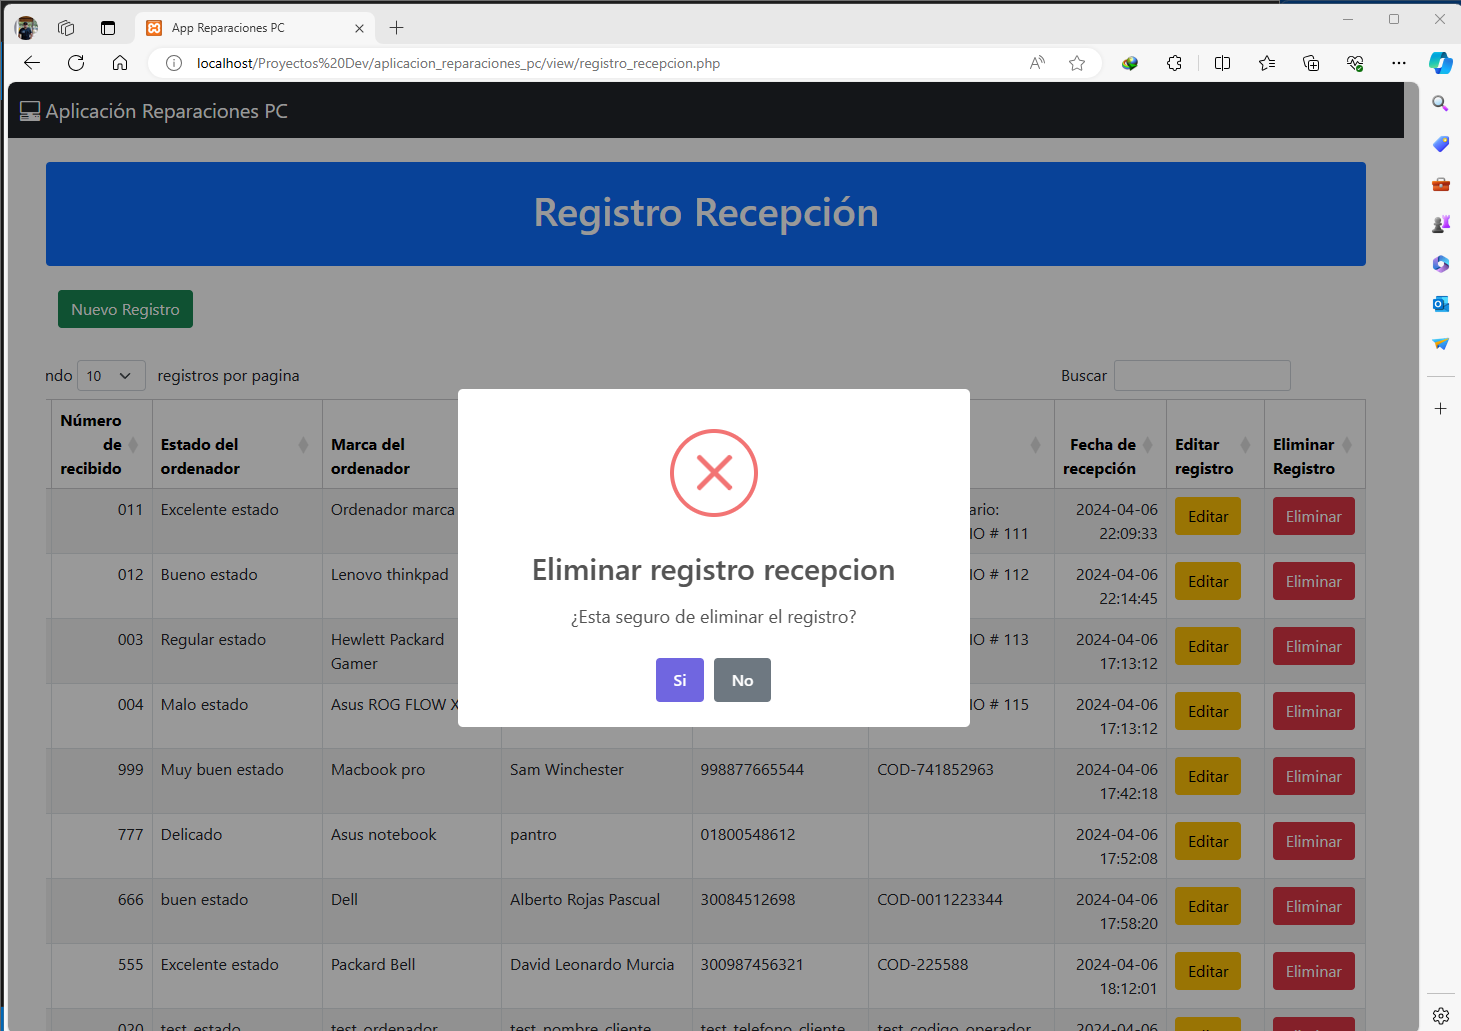 App Reparaciones PC
localhost/Proyectos%20Dev/aplicacion_reparaciones_pc/view/registro_recepcion.php
Aplicación Reparaciones PC
Registro Recepción
Nuevo Registro
ndo 10 registros por pagina Buscar
Número de recibido Estado del ordenador Marca del ordenador Fecha de recepción Editar registro Eliminar Registro
011 Excelente estado Ordenador marca ario: IO # 111 2024-04-06 22:09:33 Editar Eliminar
012 Bueno estado Lenovo thinkpad IO # 112 2024-04-06 22:14:45 Editar Eliminar
003 Regular estado Hewlett Packard Gamer IO # 113 2024-04-06 17:13:12 Editar Eliminar
004 Malo estado Asus ROG FLOW X IO # 115 2024-04-06 17:13:12 Editar Eliminar
999 Muy buen estado Macbook pro Sam Winchester 998877665544 COD-741852963 2024-04-06 17:42:18 Editar Eliminar
777 Delicado Asus notebook pantro 01800548612 2024-04-06 17:52:08 Editar Eliminar
666 buen estado Dell Alberto Rojas Pascual 30084512698 COD-0011223344 2024-04-06 17:58:20 Editar Eliminar
555 Excelente estado Packard Bell David Leonardo Murcia 300987456321 COD-225588 2024-04-06 18:12:01 Editar Eliminar
020 test_estado test_ordenador test_nombre_cliente test_telefono_cliente test_codigo_operador 2024-04-06
Eliminar registro recepcion
¿Esta seguro de eliminar el registro?
Si No